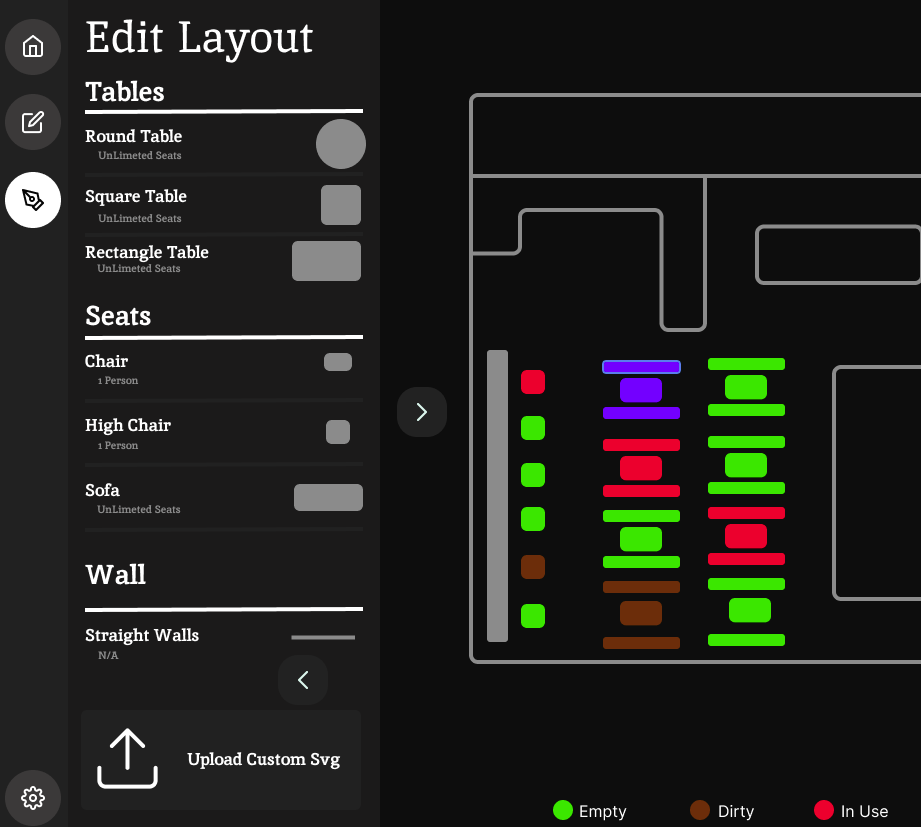 Edit Layout
Tables
Round Table
UnLimeted Seats
Square Table
UnLimeted Seats
Rectangle Table
UnLimeted Seats
Seats
Chair
1 Person
High Chair
1 Person
Sofa
UnLimeted Seats
Wall
Straight Walls
N/A
Upload Custom Svg
Empty
Dirty
In Use